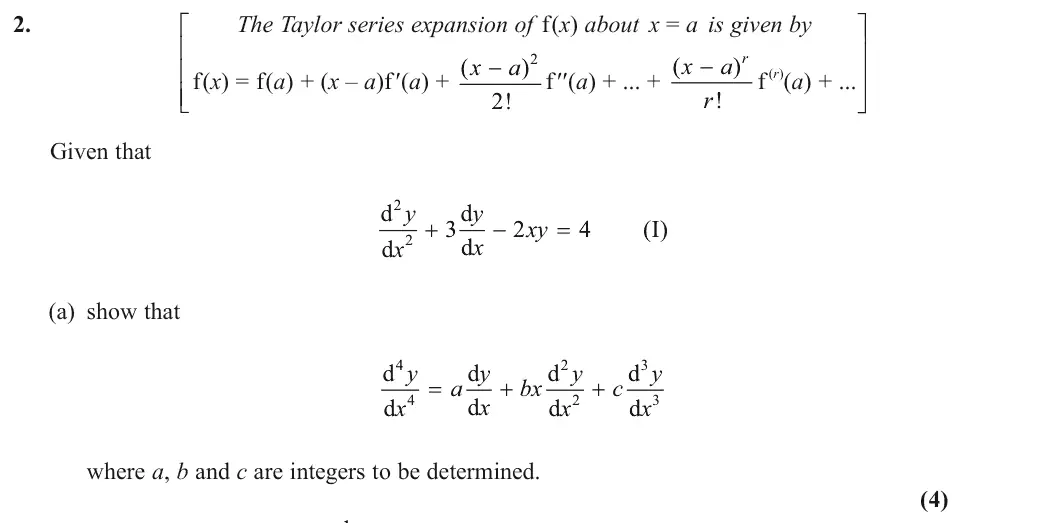 2. The Taylor series expansion of f(x) about x = a is given by
f(x) = f(a) + (x – a)f′(a) + (x − a)²/2! f″(a) + ... + (x − a)ʳ/r! f⁽ʳ⁾(a) + ...
Given that
d²y/dx² + 3 dy/dx − 2xy = 4 (I)
(a) show that
d⁴y/dx⁴ = a dy/dx + bx d²y/dx² + c d³y/dx³
where a, b and c are integers to be determined.
(4)